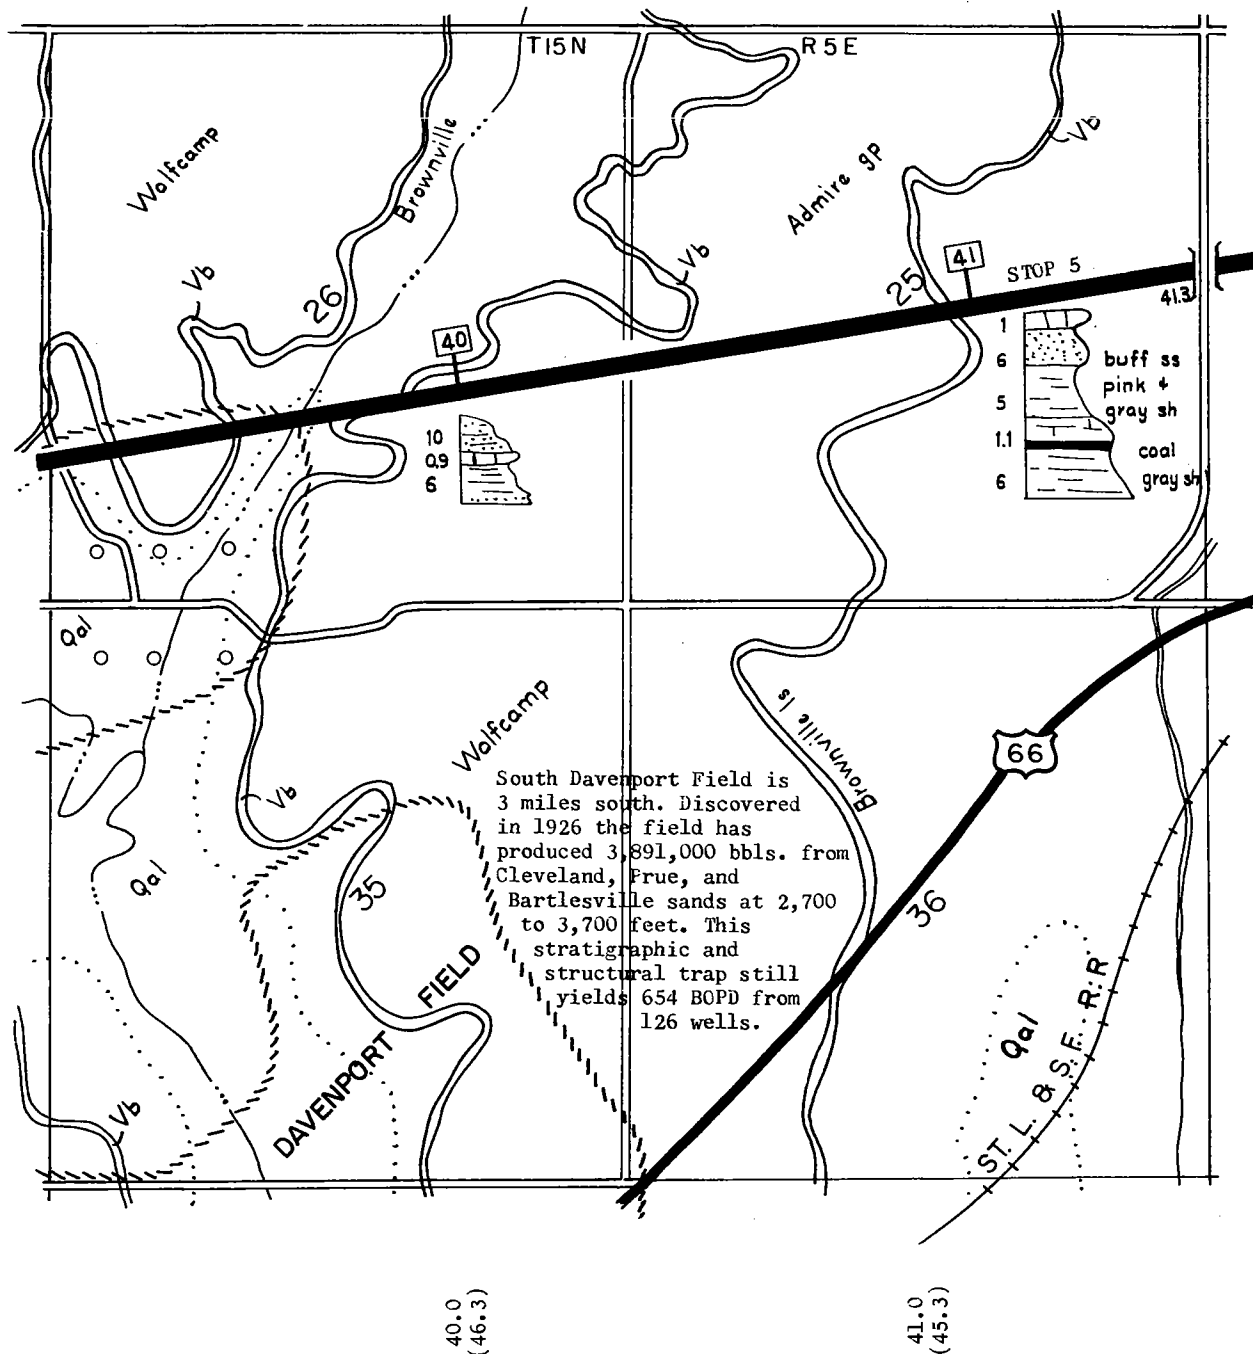 T15N
R5E
Wolfcamp
Brownville
Vb
Admire gp
Vb
Vb
26
25
41
STOP 5
41.3
40
1
6
buff ss
pink &
5
gray sh
1.1
coal
6
gray sh
10
0.9
6
Qal
Wolfcamp
Brownville ls
66
South Davenport Field is
3 miles south. Discovered
in 1926 the field has
produced 3,891,000 bbls. from
Cleveland, Prue, and
Bartlesville sands at 2,700
to 3,700 feet. This
stratigraphic and
structural trap still
yields 654 BOPD from
126 wells.
Vb
Qal
35
36
DAVENPORT FIELD
Qal
ST. L. & S.F. R.R
Vb
40.0
(46.3)
41.0
(45.3)